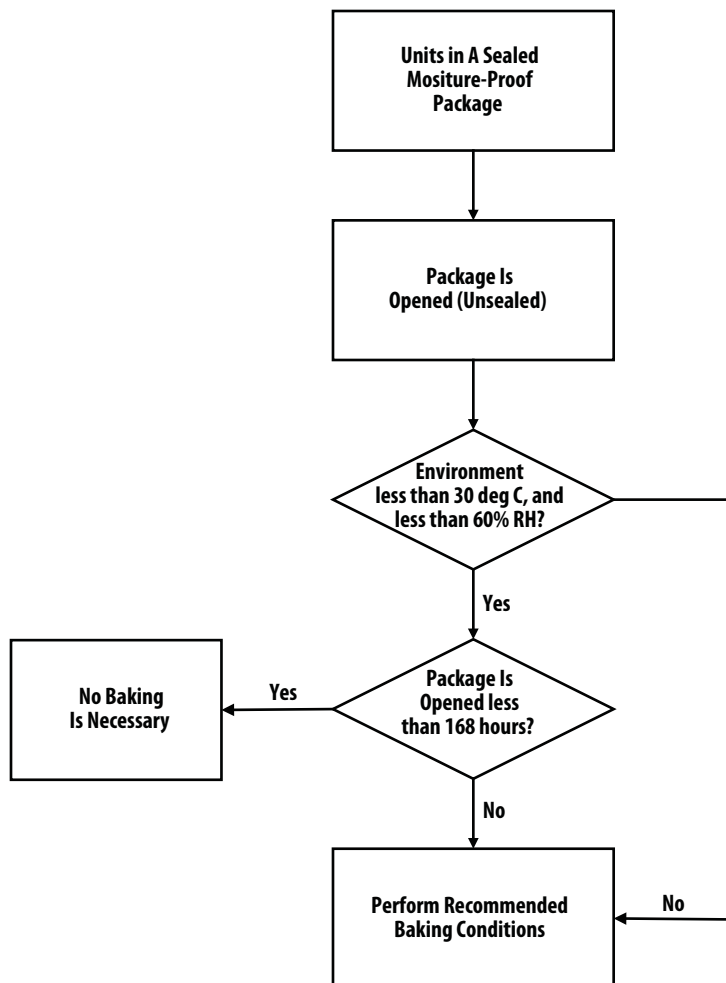 Units in A Sealed
Mositure-Proof
Package
Package Is
Opened (Unsealed)
Environment
less than 30 deg C, and
less than 60% RH?
Yes
No Baking
Is Necessary
Yes
Package Is
Opened less
than 168 hours?
No
Perform Recommended
Baking Conditions
No